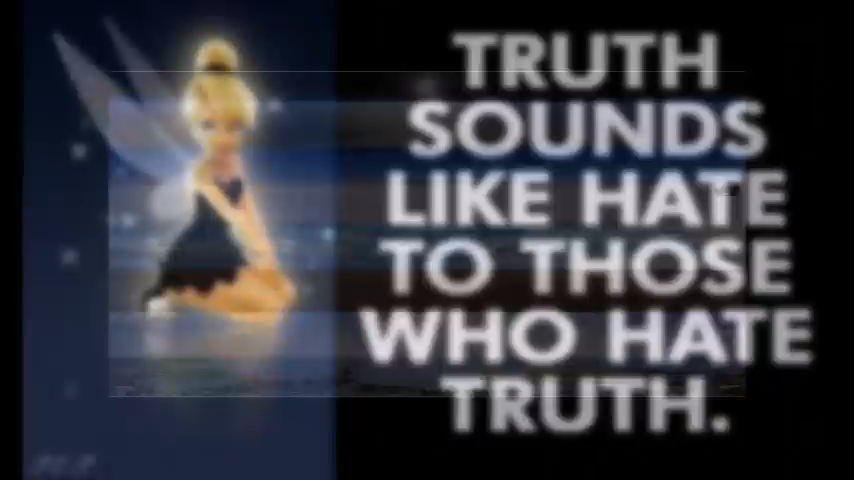 TRUTH
SOUNDS
LIKE HATE
TO THOSE
WHO HATE
TRUTH.